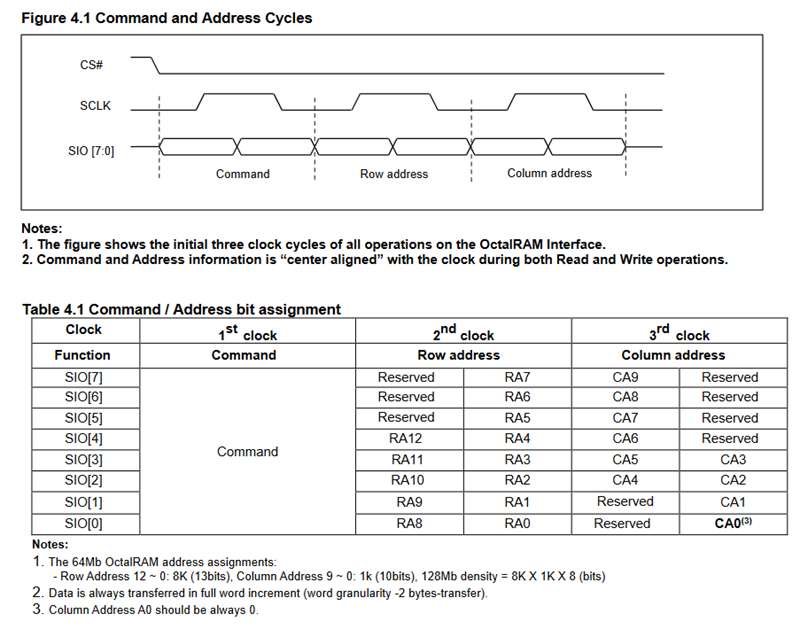 Figure 4.1 Command and Address Cycles
CS#
SCLK
SIO [7:0]
Command Row address Column address
Notes:
1. The figure shows the initial three clock cycles of all operations on the OctalRAM Interface.
2. Command and Address information is “center aligned” with the clock during both Read and Write operations.
Table 4.1 Command / Address bit assignment
Clock 1st clock 2nd clock 3rd clock
Function Command Row address Column address
SIO[7] Reserved RA7 CA9 Reserved
SIO[6] Reserved RA6 CA8 Reserved
SIO[5] Reserved RA5 CA7 Reserved
SIO[4] RA12 RA4 CA6 Reserved
Command
SIO[3] RA11 RA3 CA5 CA3
SIO[2] RA10 RA2 CA4 CA2
SIO[1] RA9 RA1 Reserved CA1
SIO[0] RA8 RA0 Reserved CA0(3)
Notes:
1. The 64Mb OctalRAM address assignments:
- Row Address 12 ~ 0: 8K (13bits), Column Address 9 ~ 0: 1k (10bits), 128Mb density = 8K X 1K X 8 (bits)
2. Data is always transferred in full word increment (word granularity -2 bytes-transfer).
3. Column Address A0 should be always 0.